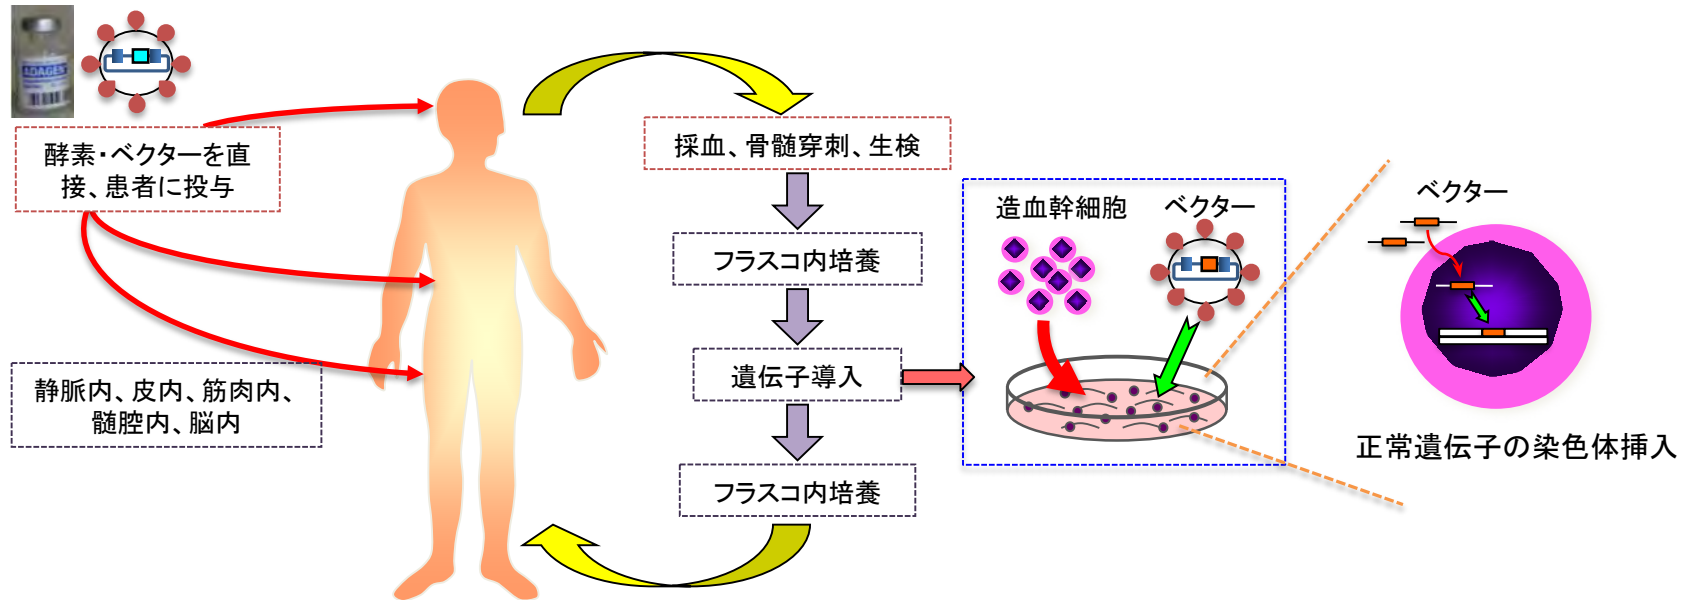 ADAGEN
酵素・ベクターを直
接、患者に投与
静脈内、皮内、筋肉内、
髄腔内、脳内
採血、骨髄穿刺、生検
フラスコ内培養
遺伝子導入
フラスコ内培養
造血幹細胞
ベクター
ベクター
正常遺伝子の染色体挿入